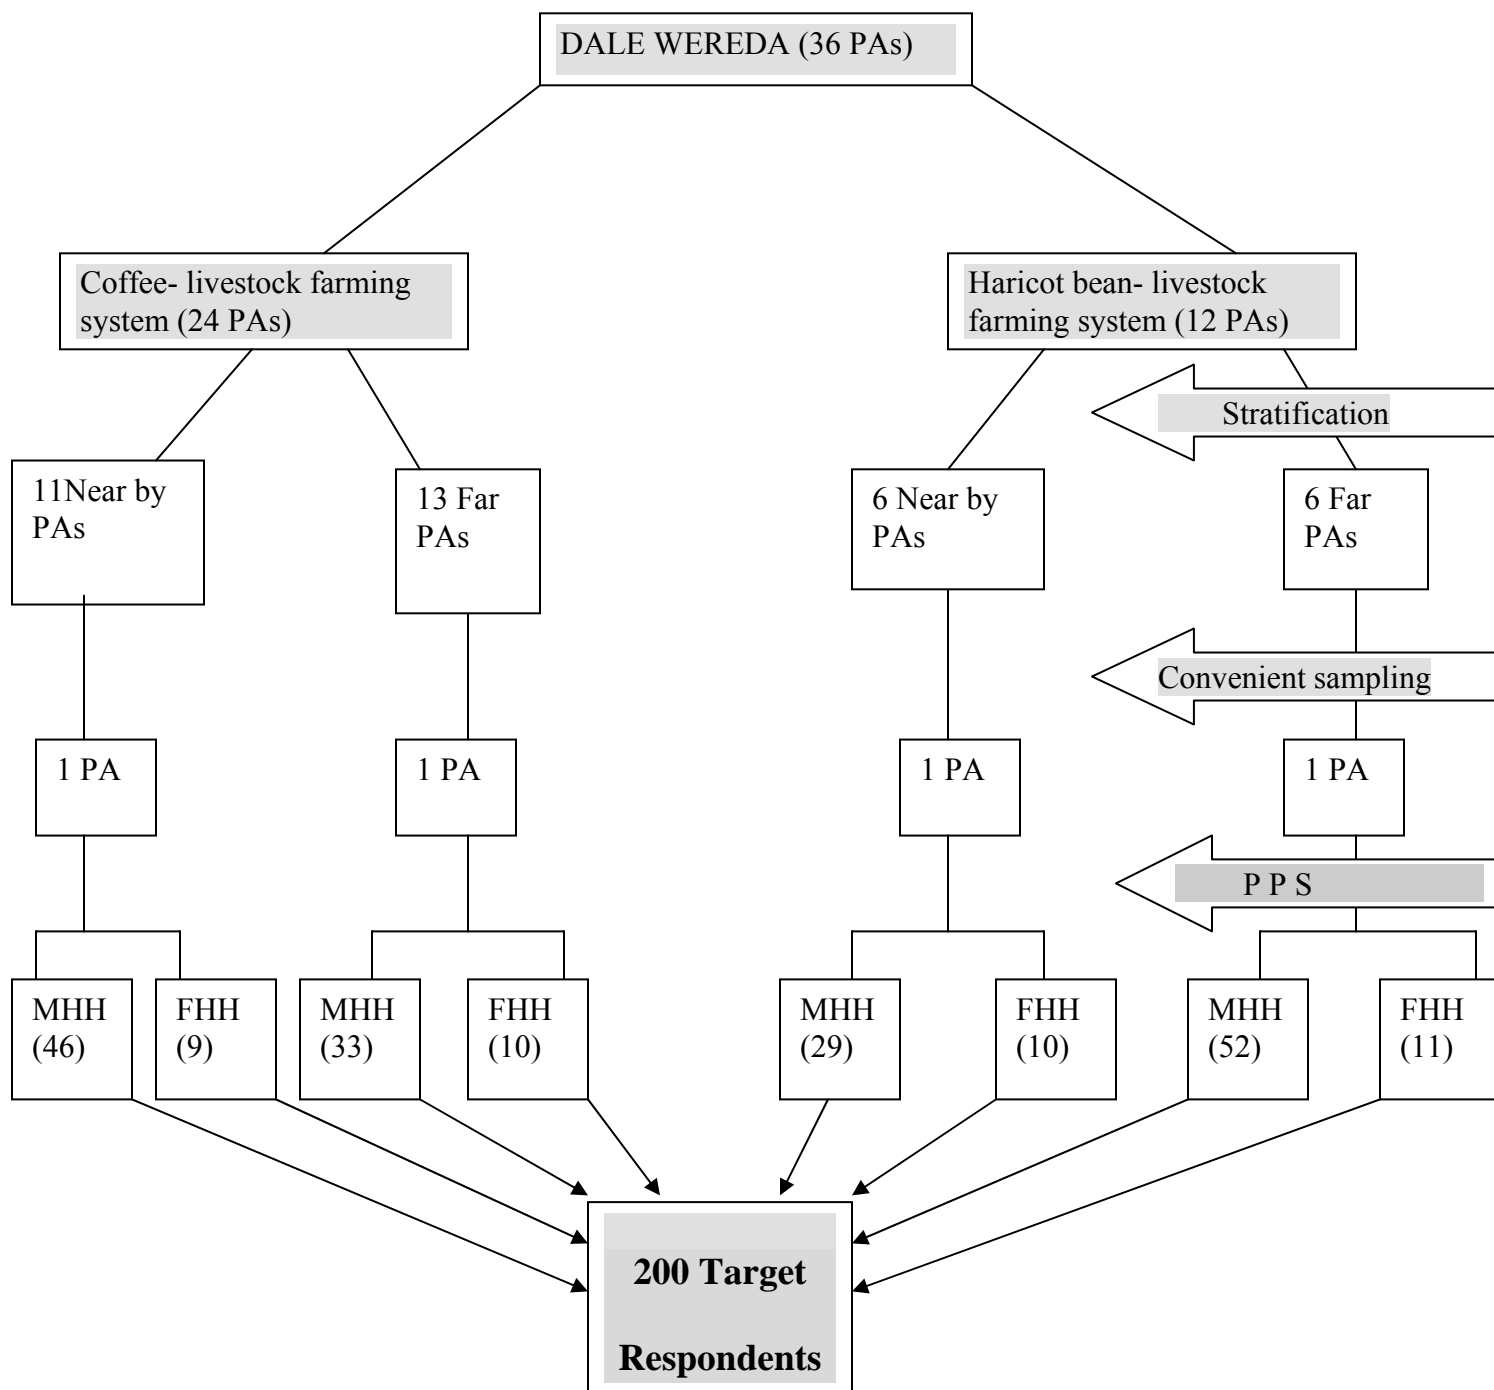 DALE WEREDA (36 PAs)
Coffee- livestock farming
system (24 PAs)
Haricot bean- livestock
farming system (12 PAs)
Stratification
11Near by
PAs
13 Far
PAs
6 Near by
PAs
6 Far
PAs
Convenient sampling
1 PA
1 PA
1 PA
1 PA
P P S
MHH
(46)
FHH
(9)
MHH
(33)
FHH
(10)
MHH
(29)
FHH
(10)
MHH
(52)
FHH
(11)
200 Target
Respondents